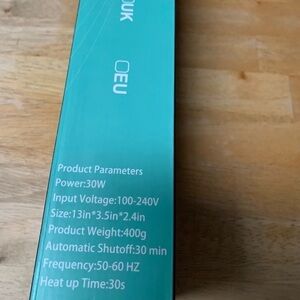 UK
EU
Product Parameters
Power:30W
Input Voltage:100-240V
Size:13in*3.5in*2.4in
Product Weight:400g
Automatic Shutoff:30 min
Frequency:50-60 HZ
Heat up Time:30s